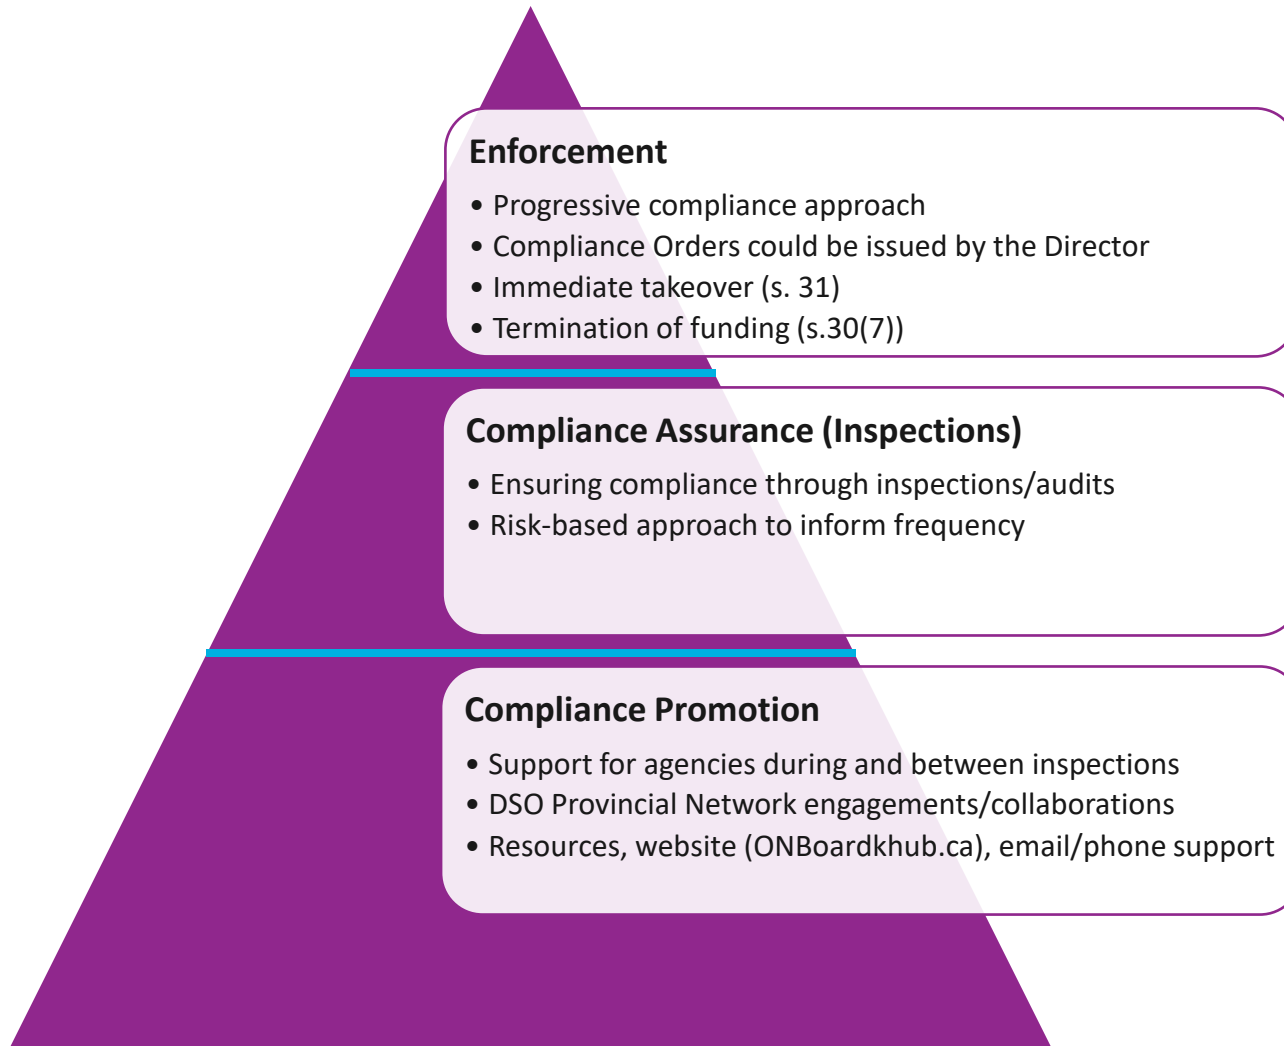 Enforcement
• Progressive compliance approach
• Compliance Orders could be issued by the Director
• Immediate takeover (s. 31)
• Termination of funding (s.30(7))
Compliance Assurance (Inspections)
• Ensuring compliance through inspections/audits
• Risk-based approach to inform frequency
Compliance Promotion
• Support for agencies during and between inspections
• DSO Provincial Network engagements/collaborations
• Resources, website (ONBoardkhub.ca), email/phone support